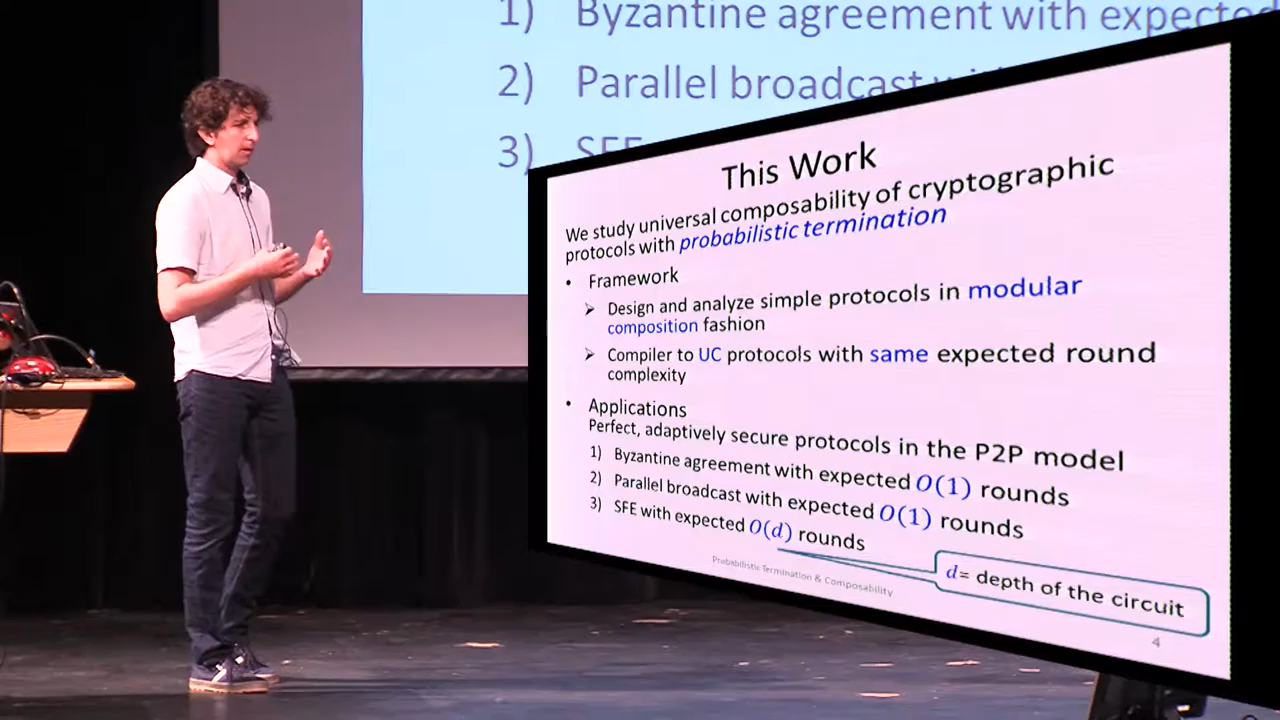 1) Byzantine agreement with expected
2) Parallel broadcast
3) SFE
This Work
We study universal composability of cryptographic
protocols with probabilistic termination
• Framework
➢ Design and analyze simple protocols in modular
composition fashion
➢ Compiler to UC protocols with same expected round
complexity
• Applications
Perfect, adaptively secure protocols in the P2P model
1) Byzantine agreement with expected O(1) rounds
2) Parallel broadcast with expected O(1) rounds
3) SFE with expected O(d) rounds
d= depth of the circuit
Probabilistic Termination & Composability
4